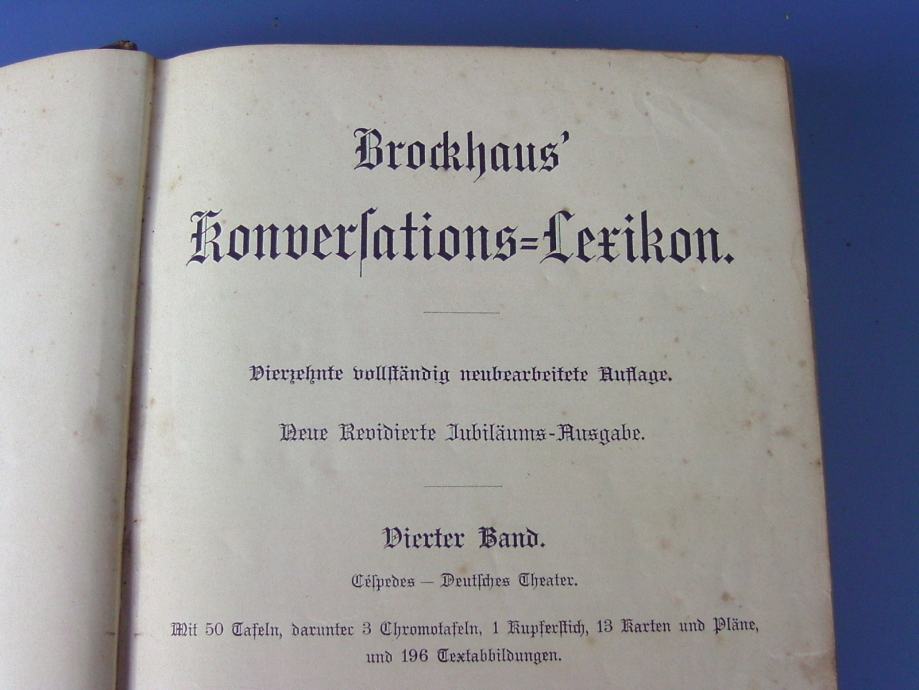 Brockhaus’
Konverſations=Lexikon.
Vierzehnte vollſtändig neubearbeitete Auflage.
Neue Revidierte Jubiläums-Ausgabe.
Vierter Band.
Céſpedes — Deutſches Theater.
Mit 50 Tafeln, darunter 3 Chromotafeln, 1 Kupferſtich, 13 Karten und Pläne,
und 196 Textabbildungen.